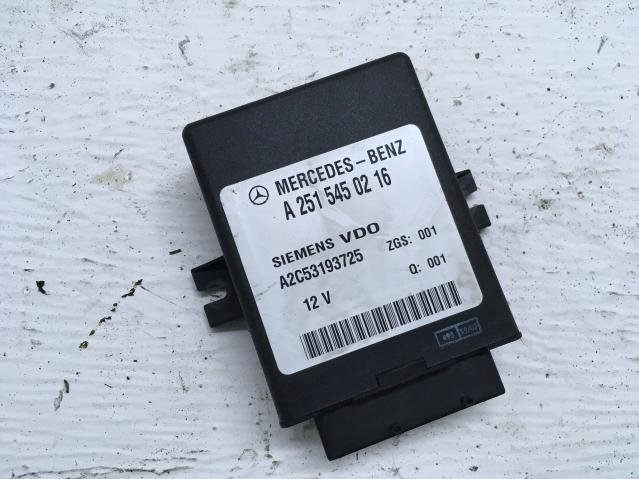 MERCEDES-BENZ
A 251 545 02 16
SIEMENS VDO ZGS: 001
A2C53193725
12 V Q: 001